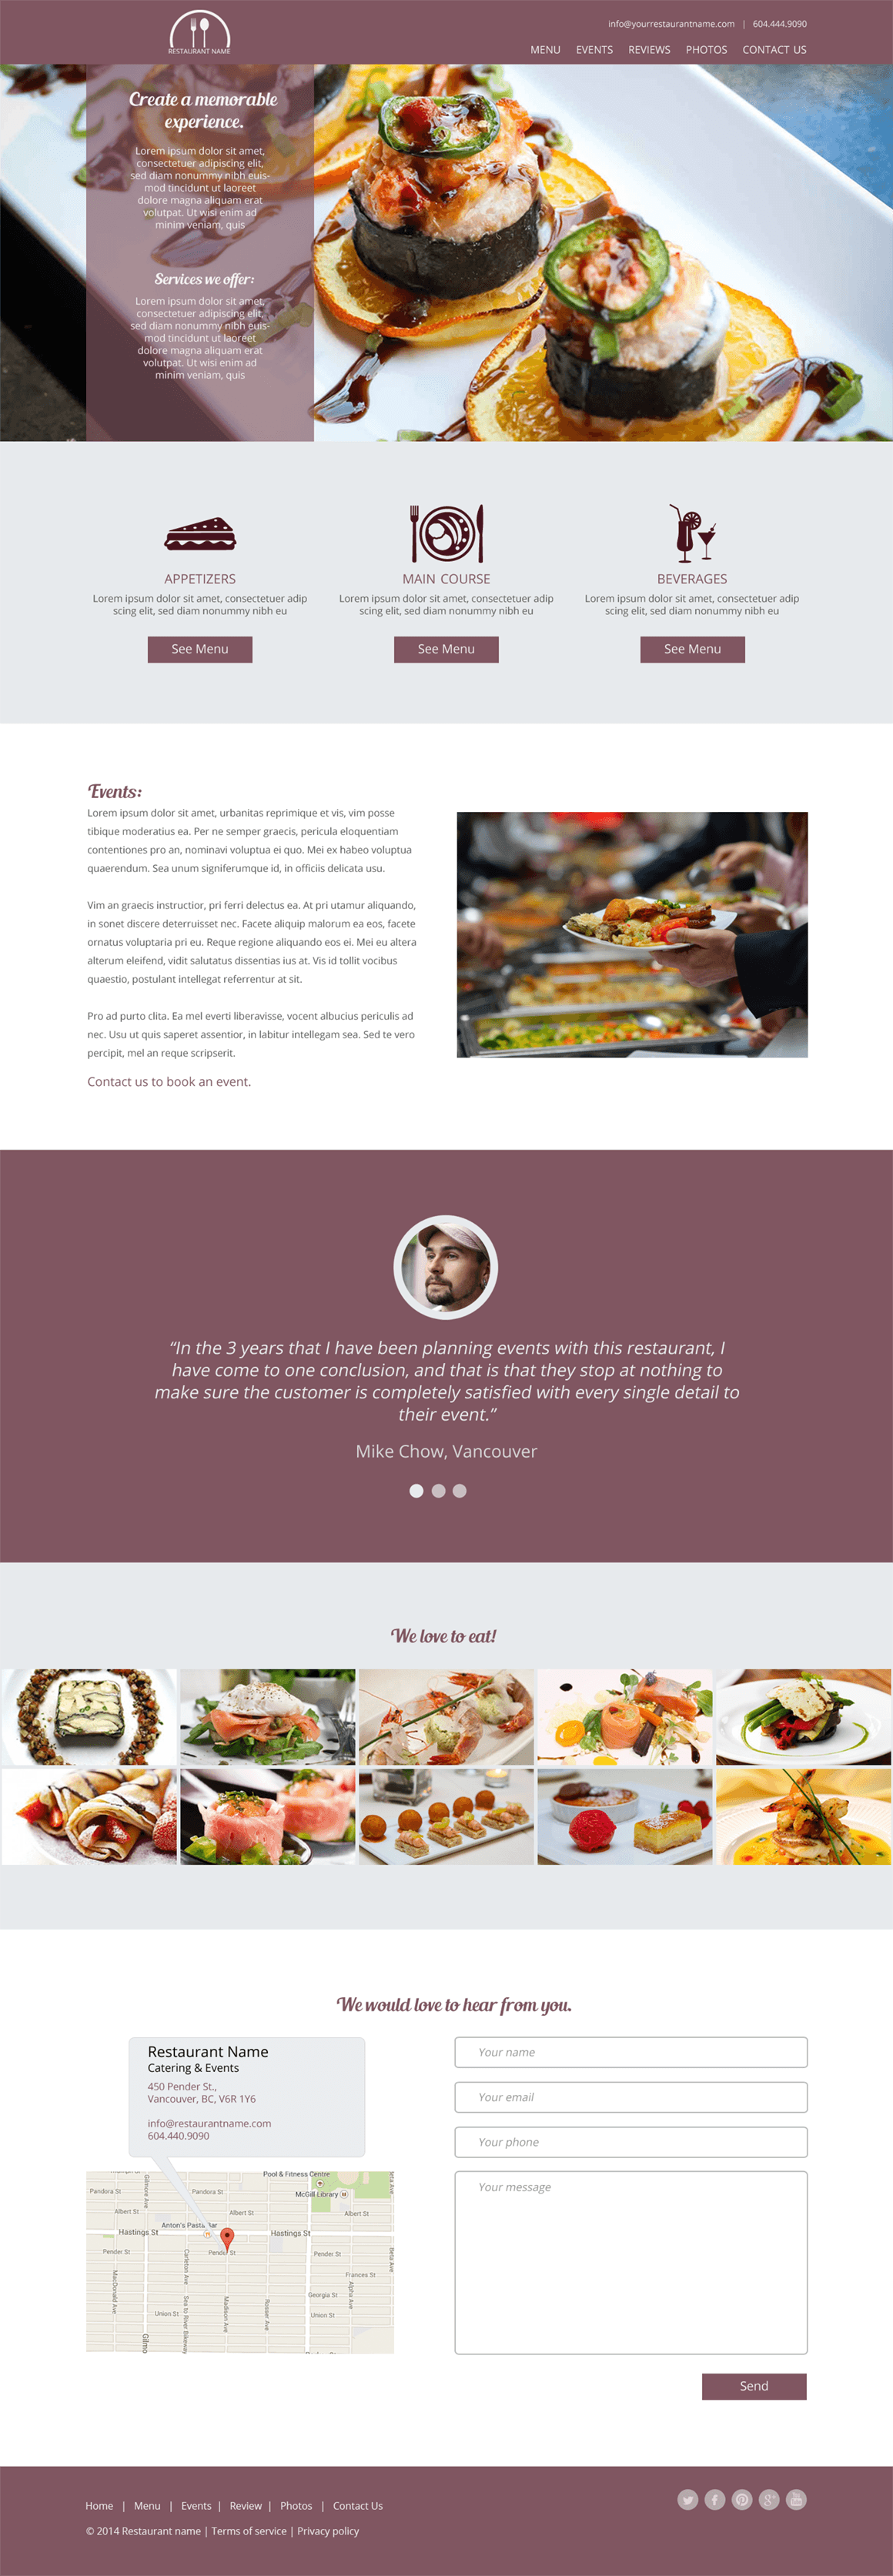 RESTAURANT NAME
info@yourrestaurantname.com | 604.444.9090
MENU EVENTS REVIEWS PHOTOS CONTACT US
Create a memorable
experience.
Lorem ipsum dolor sit amet,
consectetuer adipiscing elit,
sed diam nonummy nibh euis-
mod tincidunt ut laoreet
dolore magna aliquam erat
volutpat. Ut wisi enim ad
minim veniam, quis
Services we offer:
Lorem ipsum dolor sit amet,
consectetuer adipiscing elit,
sed diam nonummy nibh euis-
mod tincidunt ut laoreet
dolore magna aliquam erat
volutpat. Ut wisi enim ad
minim veniam, quis
APPETIZERS
Lorem ipsum dolor sit amet, consectetuer adip
scing elit, sed diam nonummy nibh eu
See Menu
MAIN COURSE
Lorem ipsum dolor sit amet, consectetuer adip
scing elit, sed diam nonummy nibh eu
See Menu
BEVERAGES
Lorem ipsum dolor sit amet, consectetuer adip
scing elit, sed diam nonummy nibh eu
See Menu
Events:
Lorem ipsum dolor sit amet, urbanitas reprimique et vis, vim posse
tibique moderatius ea. Per ne semper graecis, pericula eloquentiam
contentiones pro an, nominavi voluptua ei quo. Mei ex habeo voluptua
quaerendum. Sea unum signiferumque id, in officiis delicata usu.
Vim an graecis instructior, pri ferri delectus ea. At pri utamur aliquando,
in sonet discere deterruisset nec. Facete aliquip malorum ea eos, facete
ornatus voluptaria pri eu. Reque regione aliquando eos ei. Mei eu altera
alterum eleifend, vidit salutatus dissentias ius at. Vis id tollit vocibus
quaestio, postulant intellegat referrentur at sit.
Pro ad purto clita. Ea mel everti liberavisse, vocent albucius periculis ad
nec. Usu ut quis saperet assentior, in labitur intellegam sea. Sed te vero
percipit, mel an reque scripserit.
Contact us to book an event.
“In the 3 years that I have been planning events with this restaurant, I
have come to one conclusion, and that is that they stop at nothing to
make sure the customer is completely satisfied with every single detail to
their event.”
Mike Chow, Vancouver
We love to eat!
We would love to hear from you.
Restaurant Name
Catering & Events
450 Pender St.,
Vancouver, BC, V6R 1Y6
info@restaurantname.com
604.440.9090
Pool & Fitness Centre
McGill Library
Pandora St
Pandora St
Gilmore Ave
Albert St
Albert St
Albert St
Anton's Pasta Bar
Hastings St
Hastings St
Pender St
Pender St
Pender St
Carleton Ave
Beta Ave
Frances St
MacDonald Ave
Georgia St
Alpha Ave
Sea to River Bikeway
Madison Ave
Rosser Ave
Union St
Union St
Gilmo
Your name
Your email
Your phone
Your message
Send
Home | Menu | Events | Review | Photos | Contact Us
© 2014 Restaurant name | Terms of service | Privacy policy